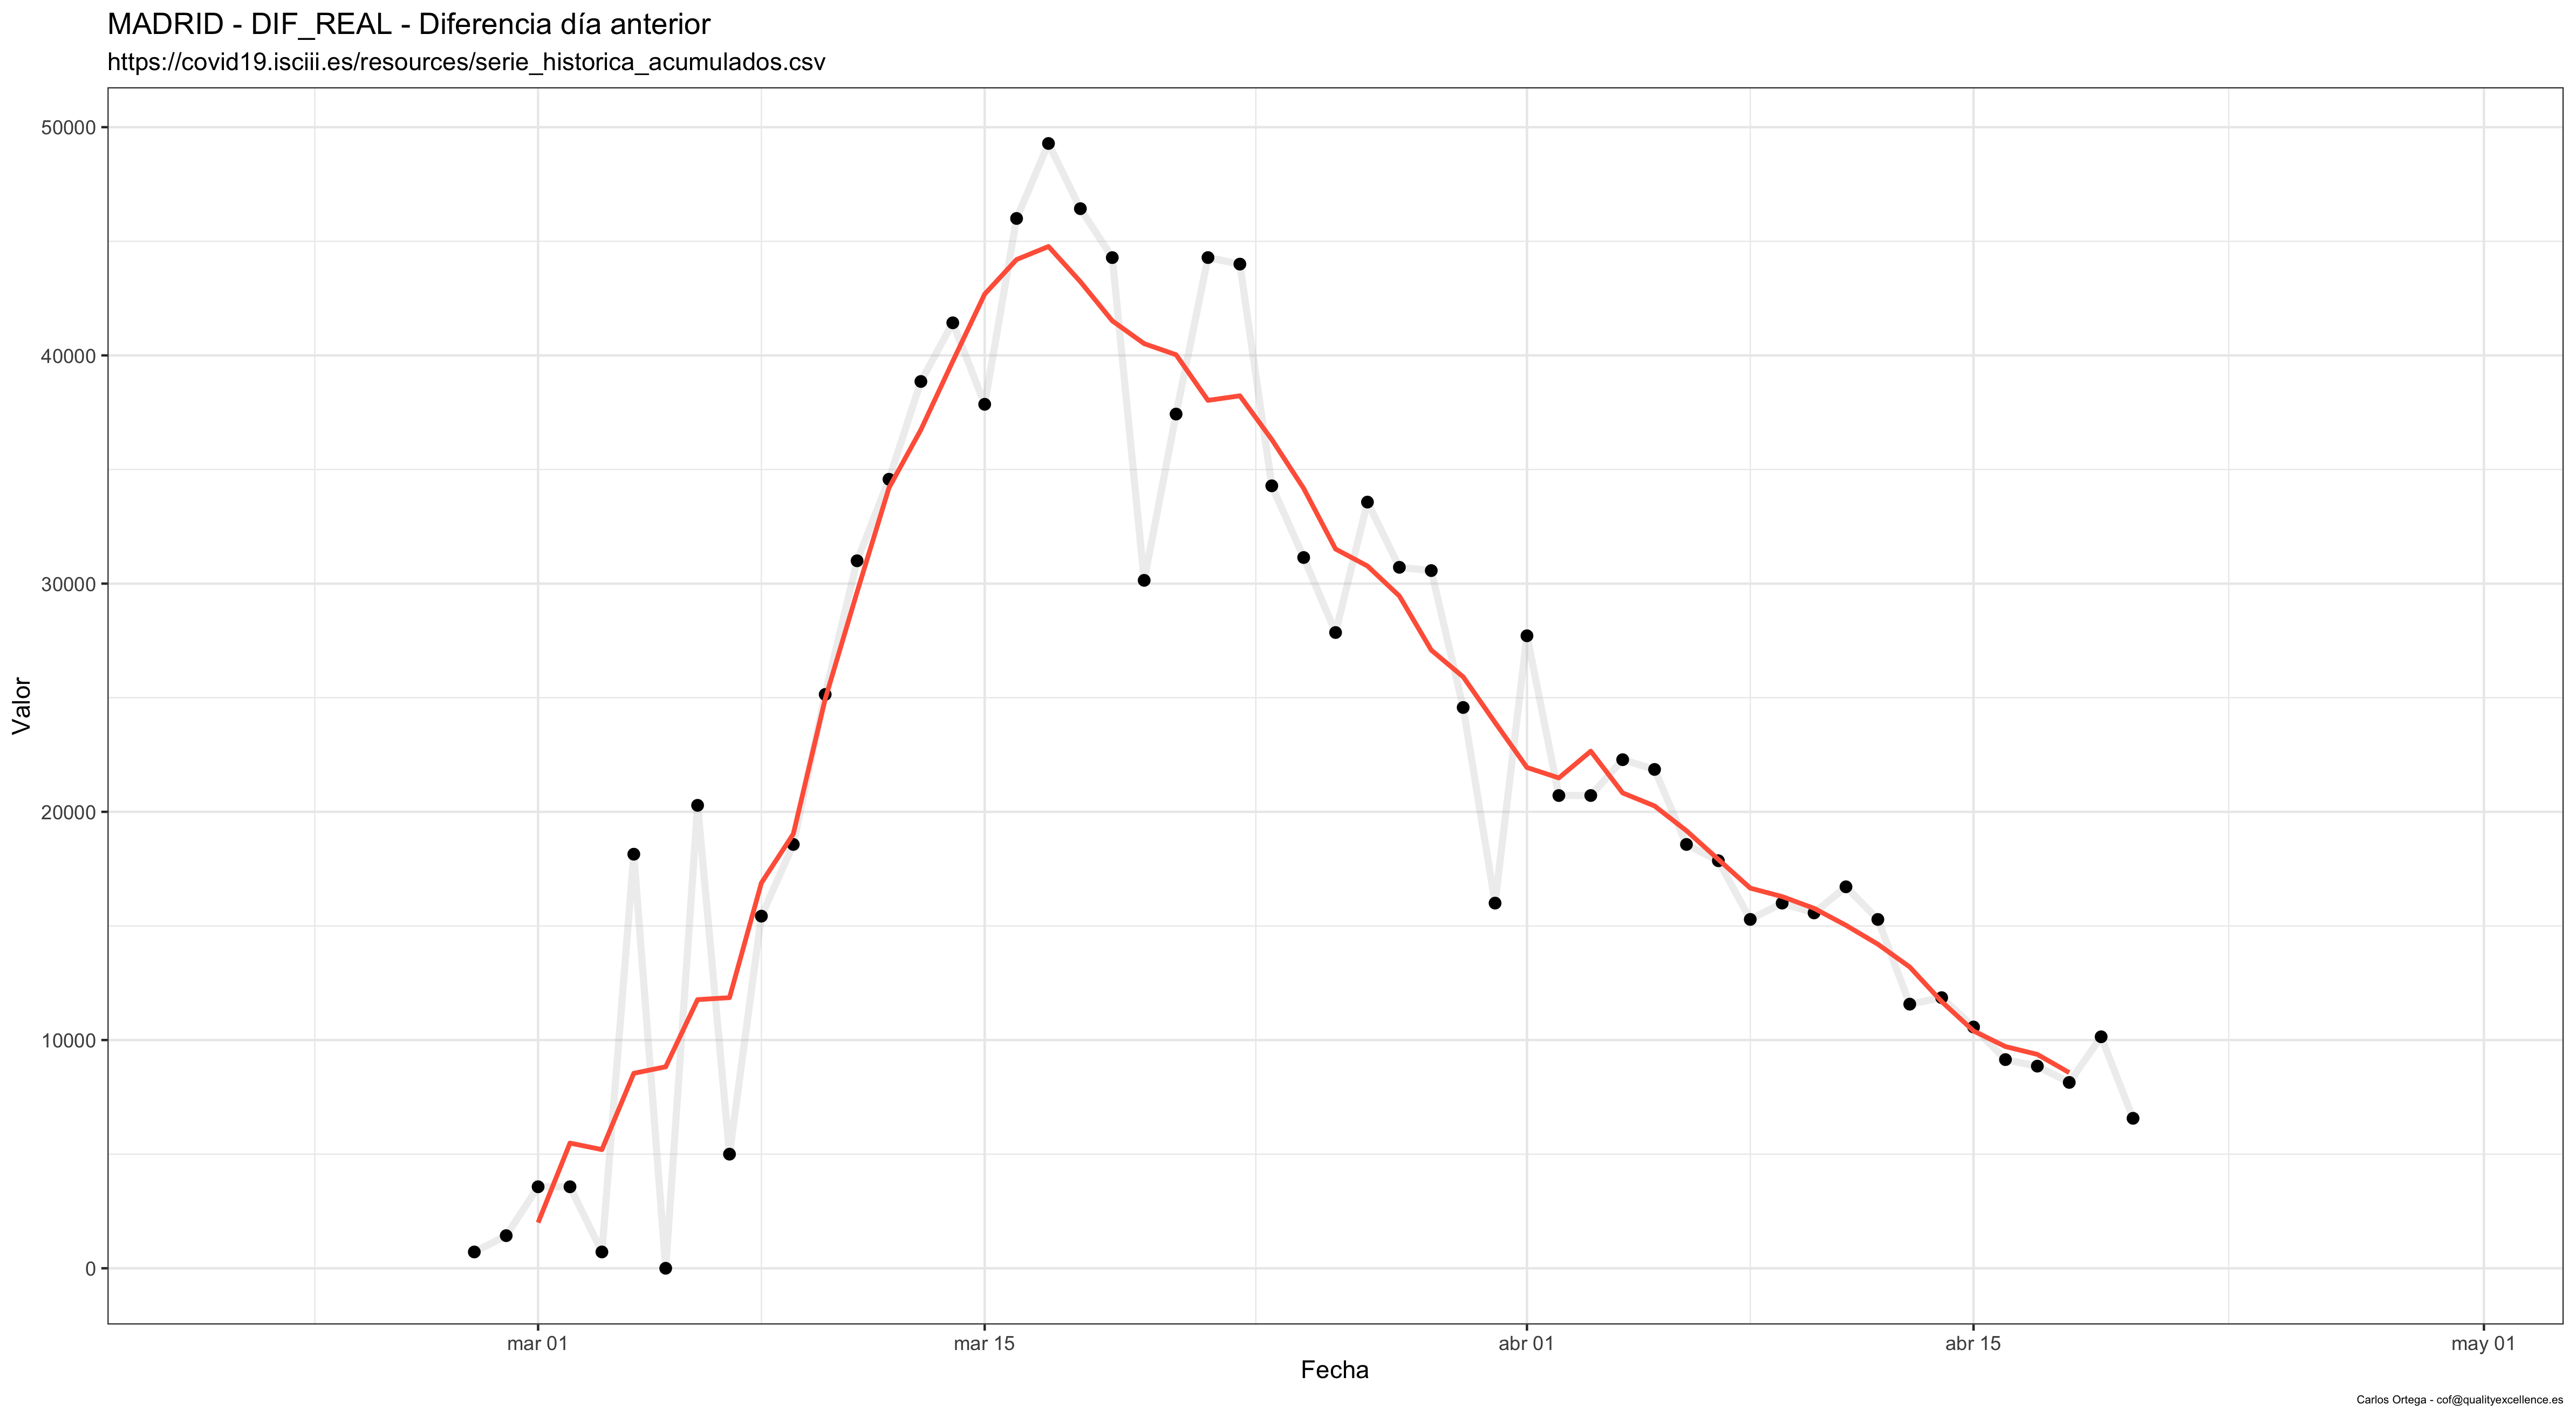 MADRID - DIF_REAL - Diferencia día anterior
https://covid19.isciii.es/resources/serie_historica_acumulados.csv
50000
40000
30000
20000
10000
0
Valor
mar 01
mar 15
abr 01
abr 15
may 01
Fecha
Carlos Ortega - cof@qualityexcellence.es